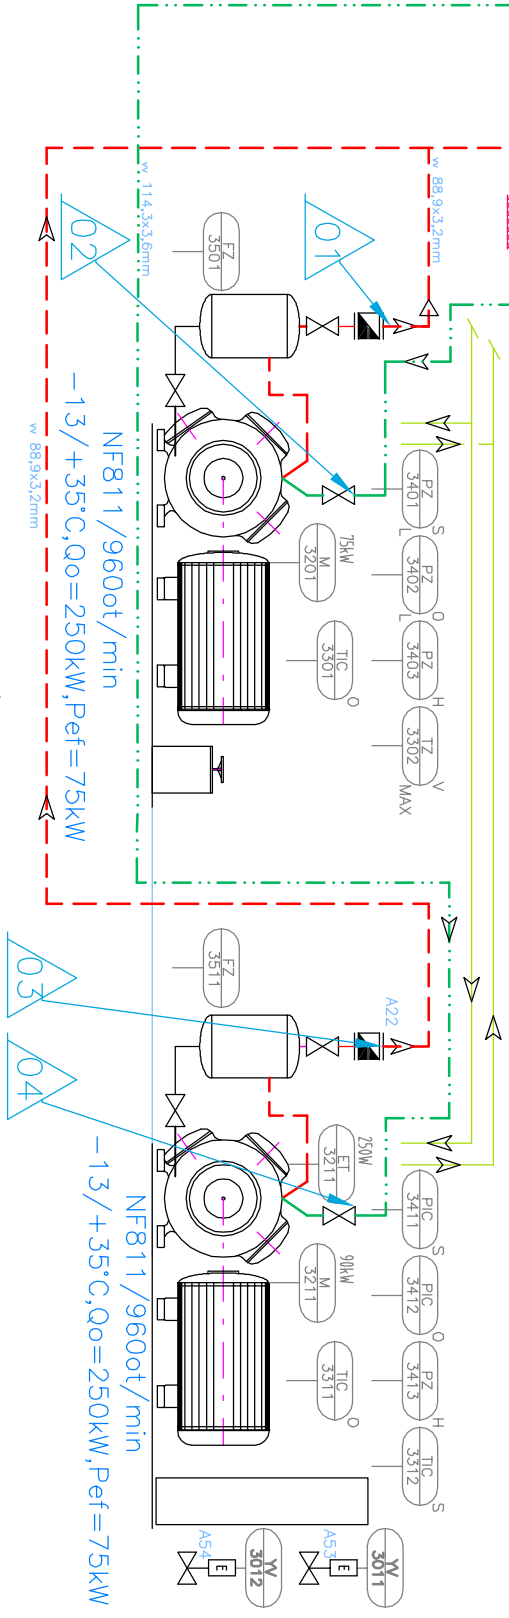 w 88,9x3,2mm
w 114,3x3,6mm
01
02
FZ
3501
PZ
3401
S
L
PZ
3402
O
L
PZ
3403
H
TZ
3302
V
MAX
75kW
M
3201
TIC
3301
O
NF811/960ot/min
-13/+35°C,Qo=250kW,Pef=75kW
w 88,9x3,2mm
03
04
FZ
3511
A22
250W
ET
3211
90kW
M
3211
TIC
3311
O
PIC
3411
S
PIC
3412
O
PZ
3413
H
TIC
3312
S
NF811/960ot/min
-13/+35°C,Qo=250kW,Pef=75kW
YV
3011
E
A53
YV
3012
E
A54